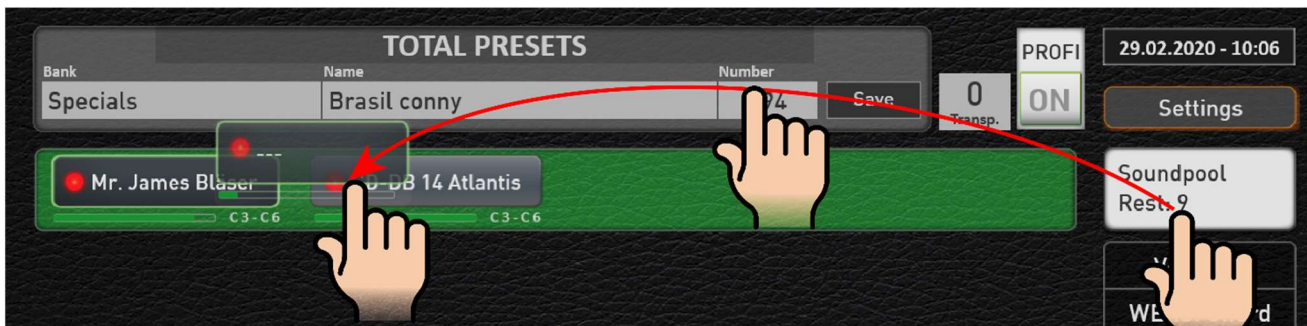 TOTAL PRESETS
PROFI
29.02.2020 - 10:06
Bank
Name
Number
Specials
Brasil conny
94
Save
0
Transp.
ON
Settings
---
Mr. James Blaser
DB 14 Atlantis
C3-C6
C3-C6
Soundpool
Rest: 9